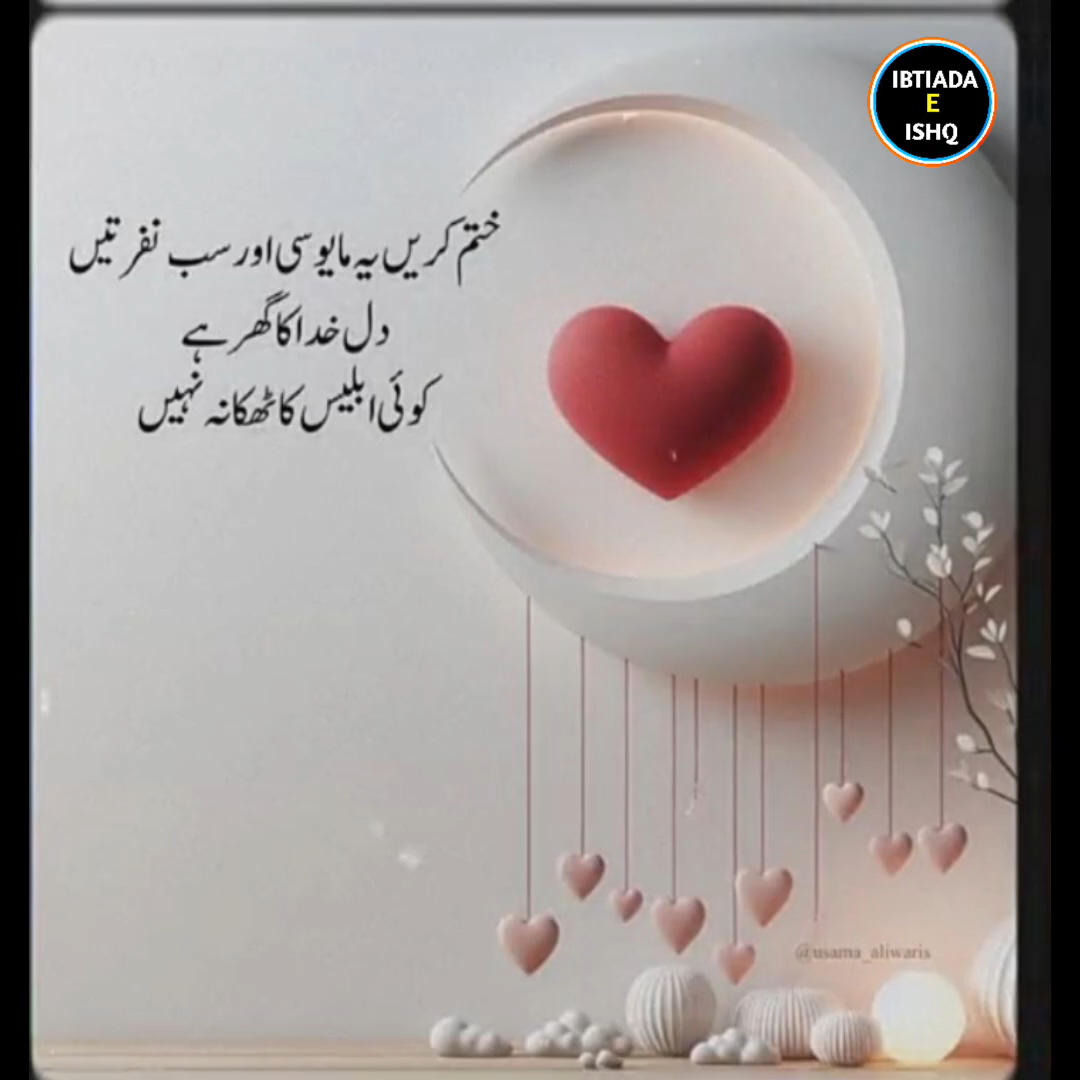 IBTIADA
E
ISHQ
ختم کریں یہ مایوسی اور سب نفرتیں
دل خدا کا گھر ہے
کوئی ابلیس کا ٹھکانہ نہیں
@usama_aliwaris